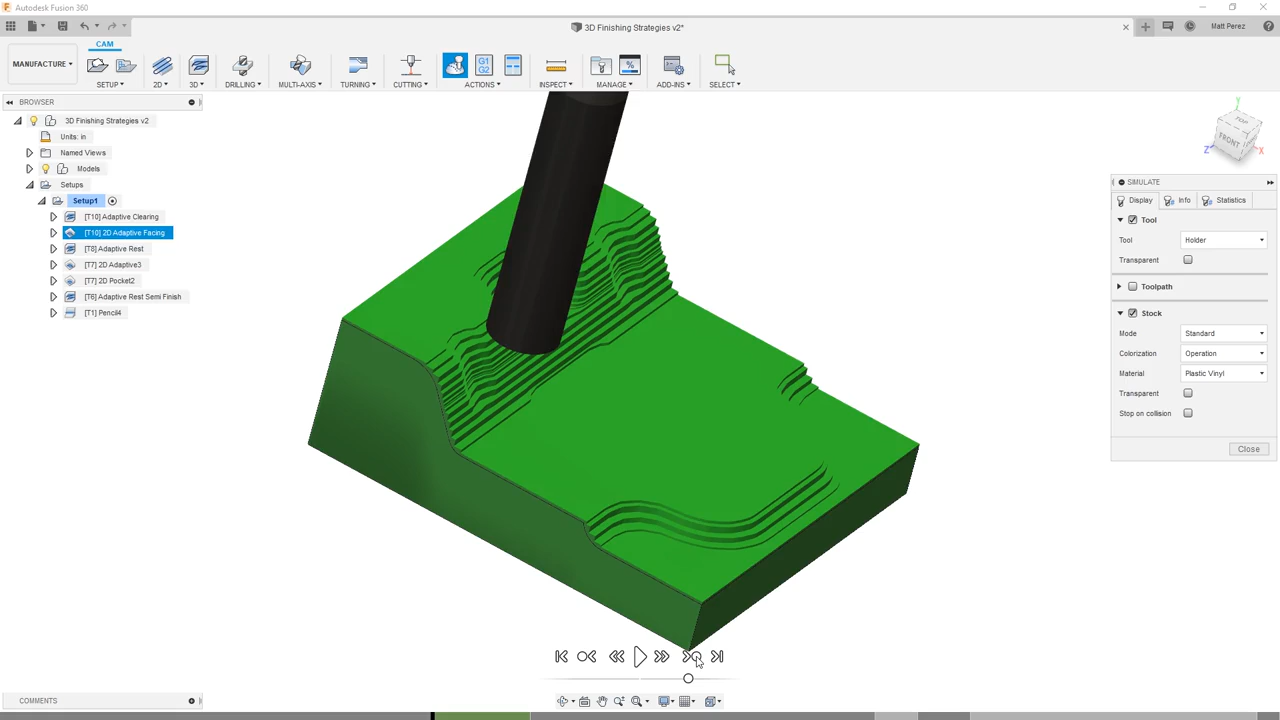 Autodesk Fusion 360
3D Finishing Strategies v2*
Matt Perez
CAM
MANUFACTURE
SETUP
2D
3D
DRILLING
MULTI-AXIS
TURNING
CUTTING
G1
G2
ACTIONS
INSPECT
MANAGE
ADD-INS
SELECT
BROWSER
3D Finishing Strategies v2
Units: in
Named Views
Models
Setups
Setup1
[T10] Adaptive Clearing
[T10] 2D Adaptive Facing
[T8] Adaptive Rest
[T7] 2D Adaptive3
[T7] 2D Pocket2
[T6] Adaptive Rest Semi Finish
[T1] Pencil4
Y
TOP
FRONT
Z
X
SIMULATE
Display
Info
Statistics
Tool
Tool Holder
Transparent
Toolpath
Stock
Mode Standard
Colorization Operation
Material Plastic Vinyl
Transparent
Stop on collision
Close
COMMENTS